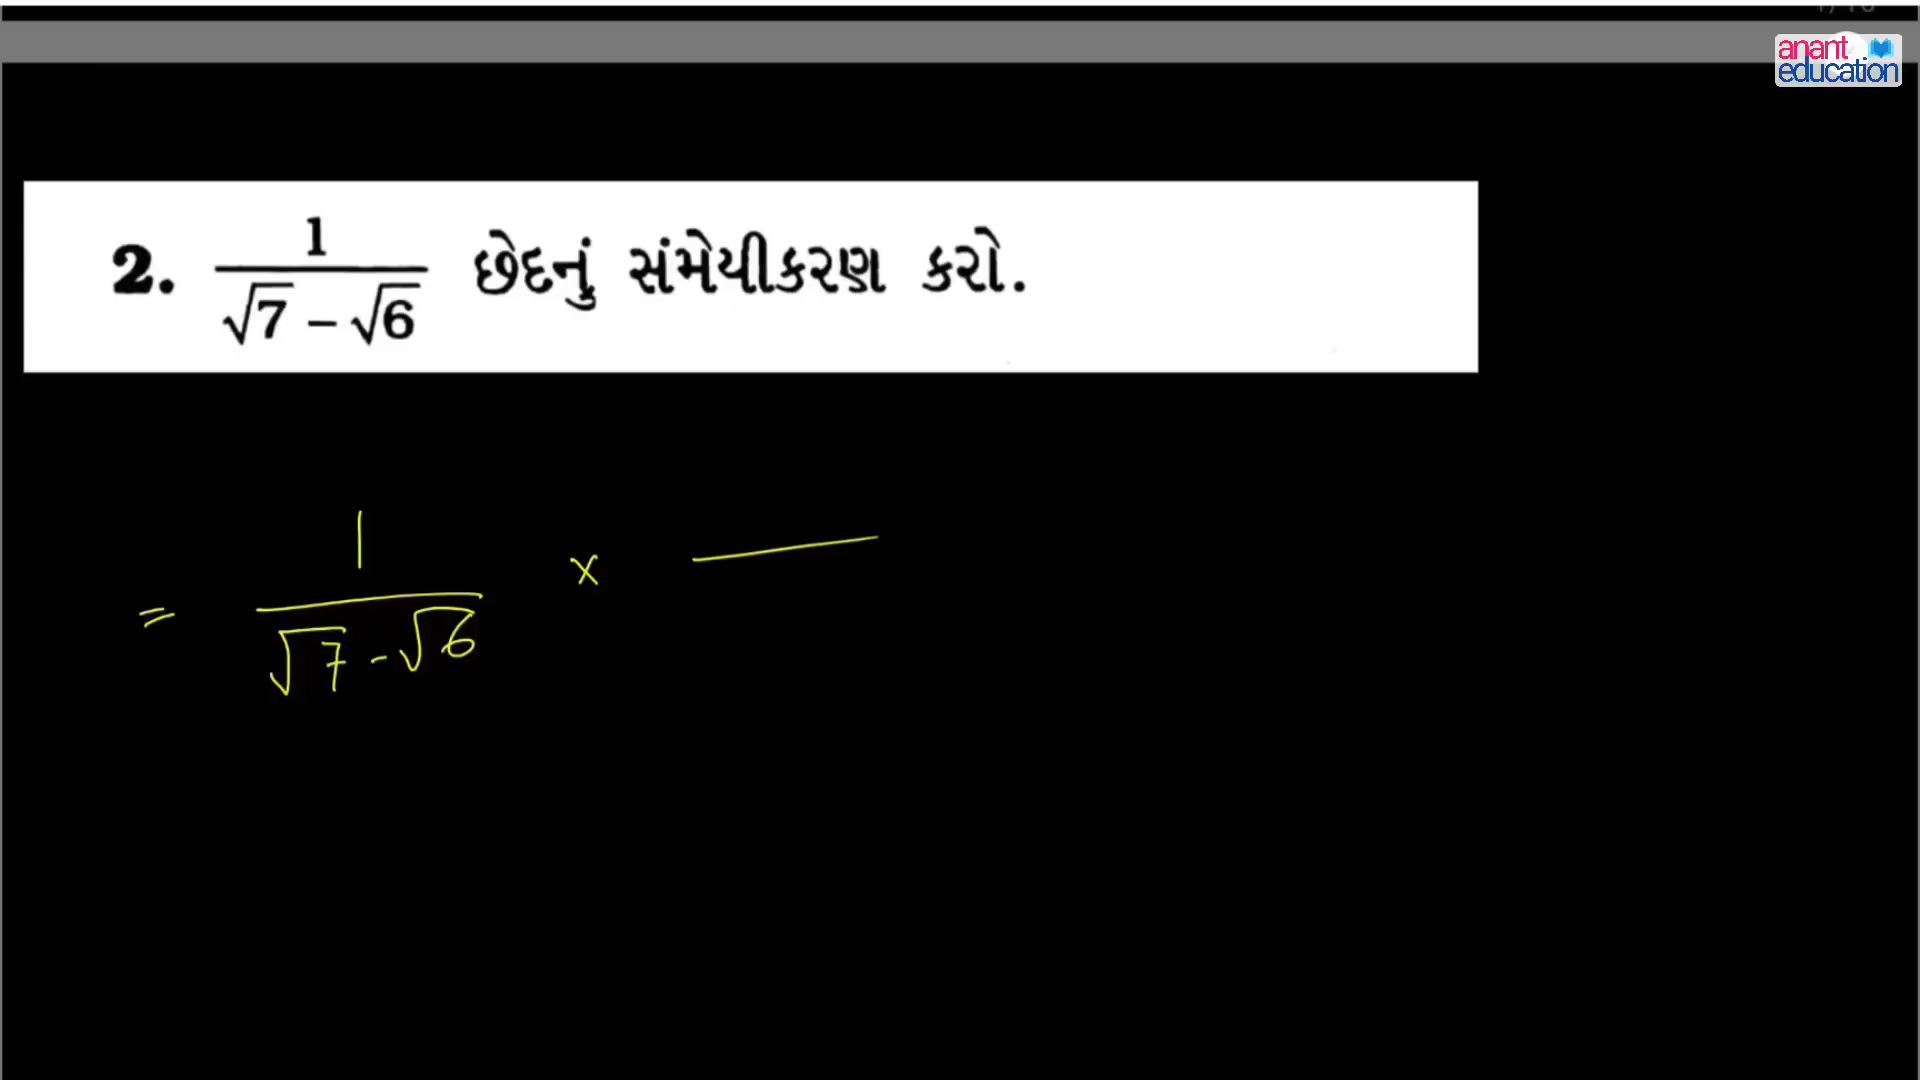 anant
education
2. 1/(√7 − √6) છેદનું સંમેયીકરણ કરો.
= 1/(√7 - √6) ×